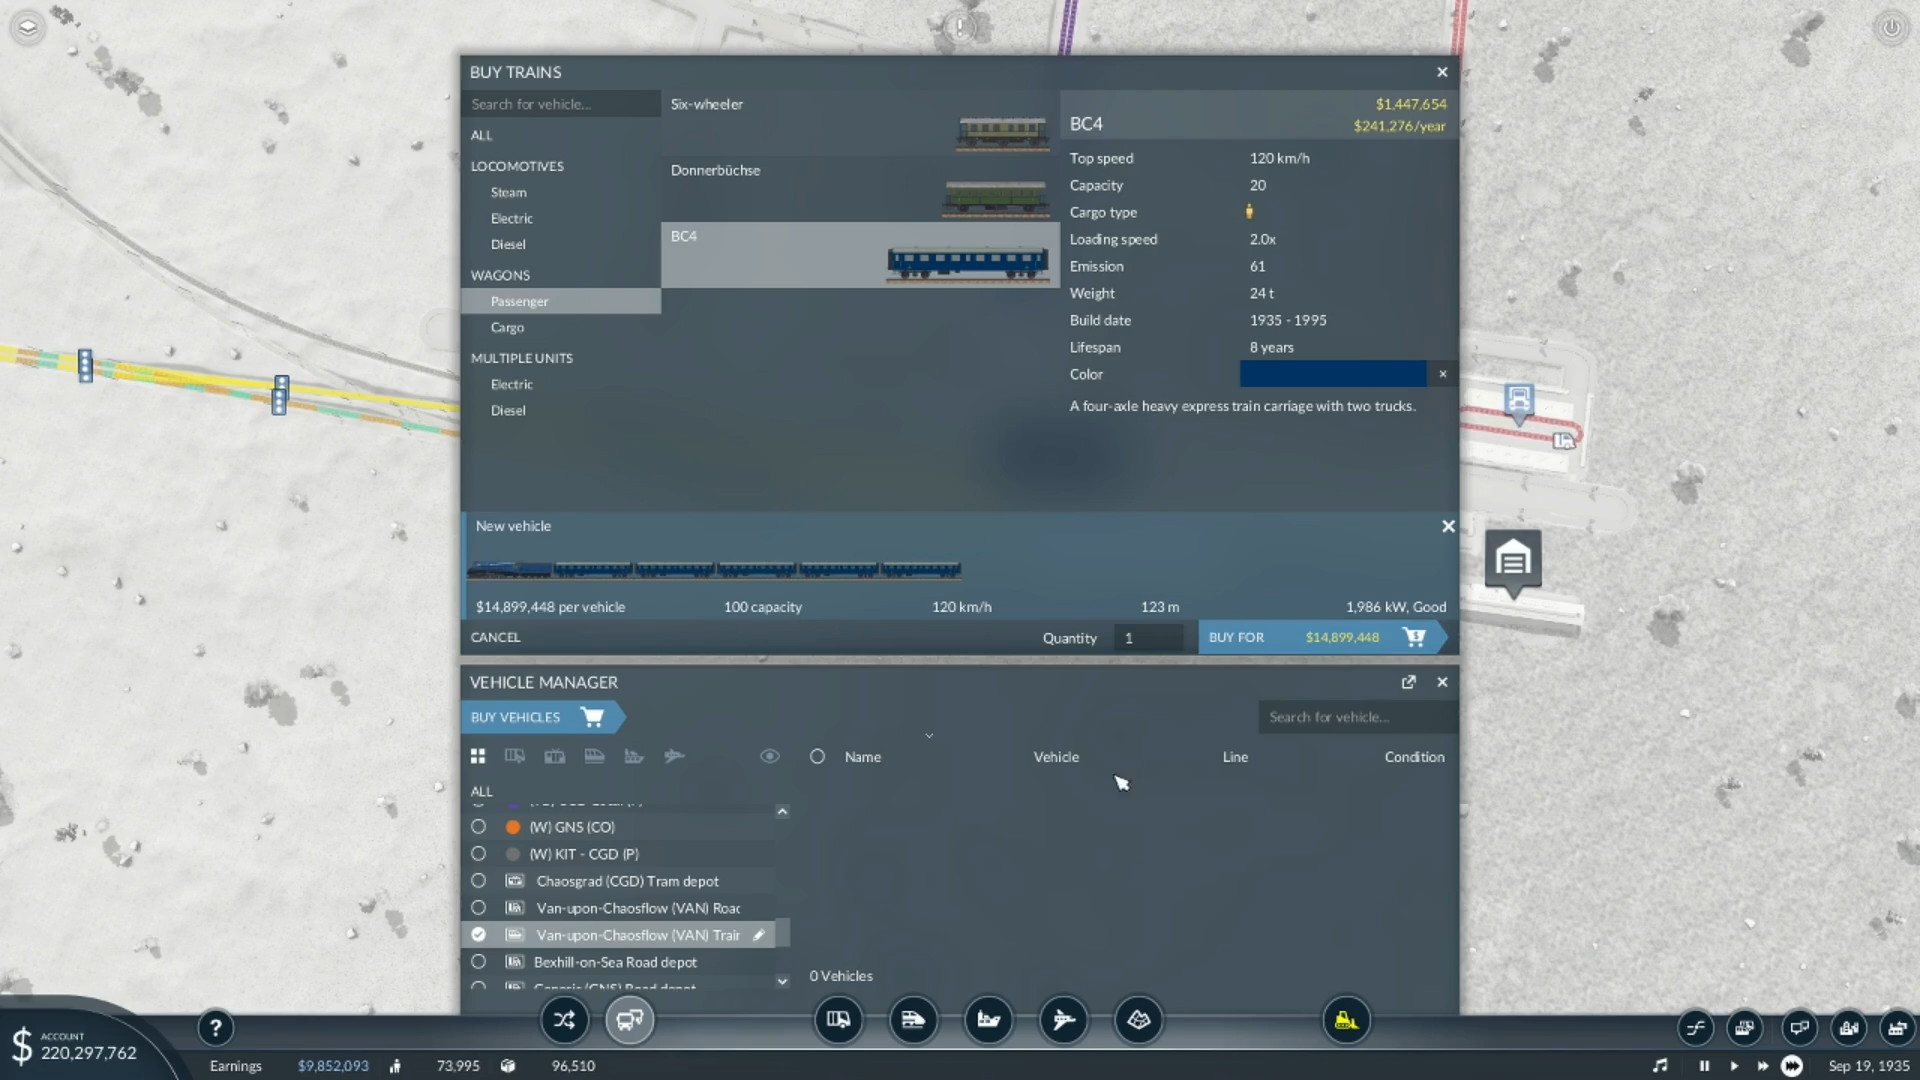 BUY TRAINS
Search for vehicle...
ALL
LOCOMOTIVES
Steam
Electric
Diesel
WAGONS
Passenger
Cargo
MULTIPLE UNITS
Electric
Diesel
Six-wheeler
Donnerbüchse
BC4
$1,447,654
BC4
$241,276/year
Top speed 120 km/h
Capacity 20
Cargo type
Loading speed 2.0x
Emission 61
Weight 24 t
Build date 1935 - 1995
Lifespan 8 years
Color
A four-axle heavy express train carriage with two trucks.
New vehicle
$14,899,448 per vehicle 100 capacity 120 km/h 123 m 1,986 kW, Good
CANCEL Quantity 1 BUY FOR $14,899,448
VEHICLE MANAGER
BUY VEHICLES
Search for vehicle...
Name Vehicle Line Condition
ALL
(W) GNS (CO)
(W) KIT - CGD (P)
Chaosgrad (CGD) Tram depot
Van-upon-Chaosflow (VAN) Roac
Van-upon-Chaosflow (VAN) Trair
Bexhill-on-Sea Road depot
0 Vehicles
?
$ ACCOUNT
220,297,762
Earnings $9,852,093 73,995 96,510 Sep 19, 1935